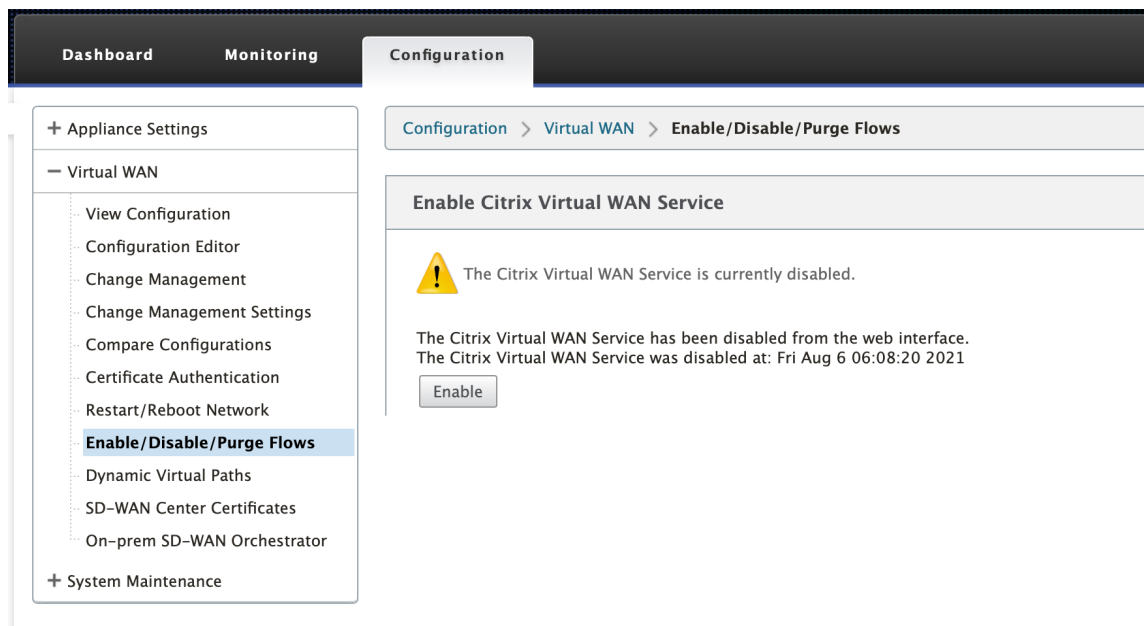 Dashboard Monitoring Configuration
+ Appliance Settings
− Virtual WAN
View Configuration
Configuration Editor
Change Management
Change Management Settings
Compare Configurations
Certificate Authentication
Restart/Reboot Network
Enable/Disable/Purge Flows
Dynamic Virtual Paths
SD-WAN Center Certificates
On-prem SD-WAN Orchestrator
+ System Maintenance
Configuration > Virtual WAN > Enable/Disable/Purge Flows
Enable Citrix Virtual WAN Service
! The Citrix Virtual WAN Service is currently disabled.
The Citrix Virtual WAN Service has been disabled from the web interface.
The Citrix Virtual WAN Service was disabled at: Fri Aug 6 06:08:20 2021
Enable